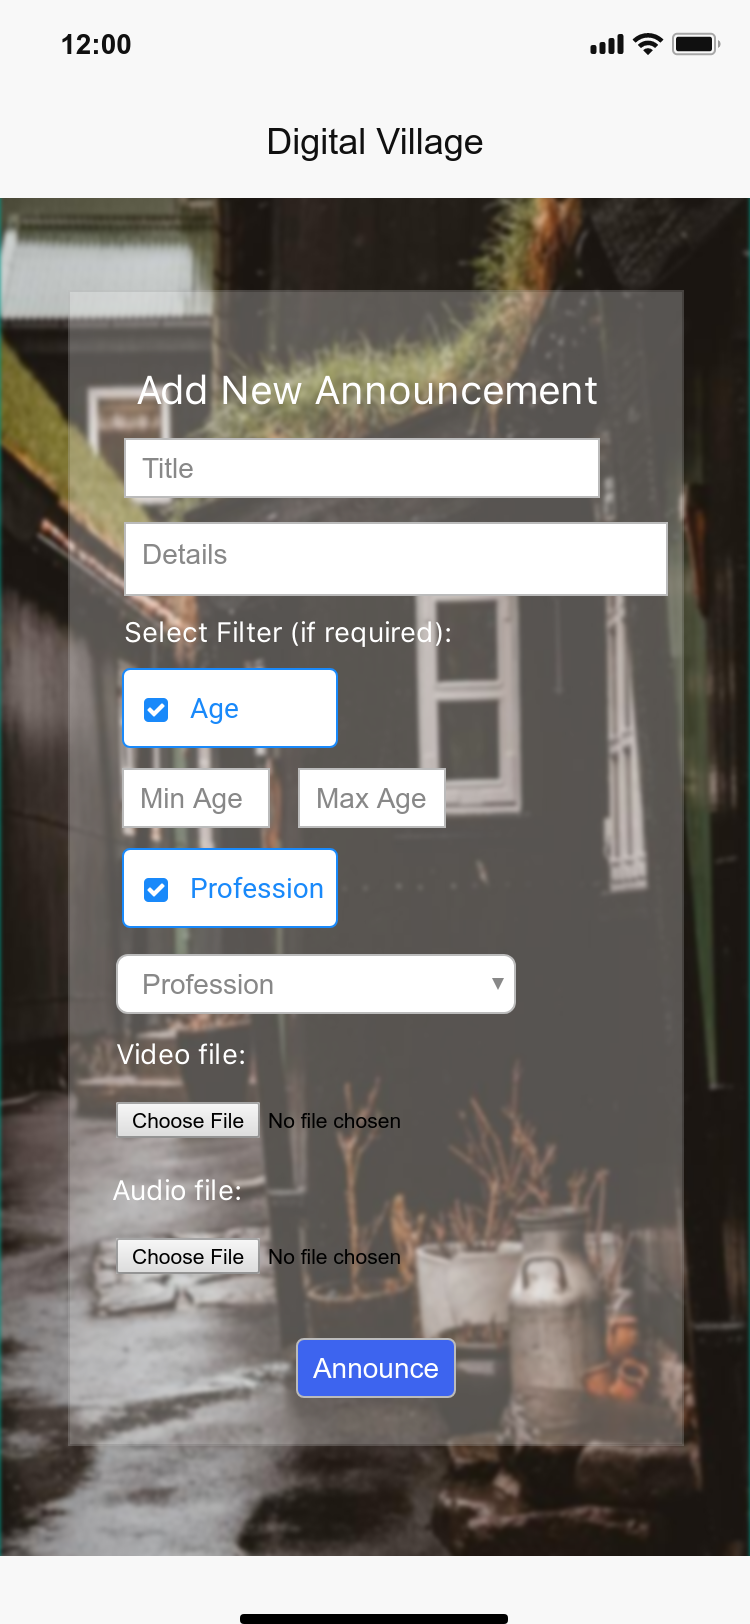 12:00
Digital Village
Add New Announcement
Title
Details
Select Filter (if required):
Age
Min Age Max Age
Profession
Profession
Video file:
Choose File No file chosen
Audio file:
Choose File No file chosen
Announce